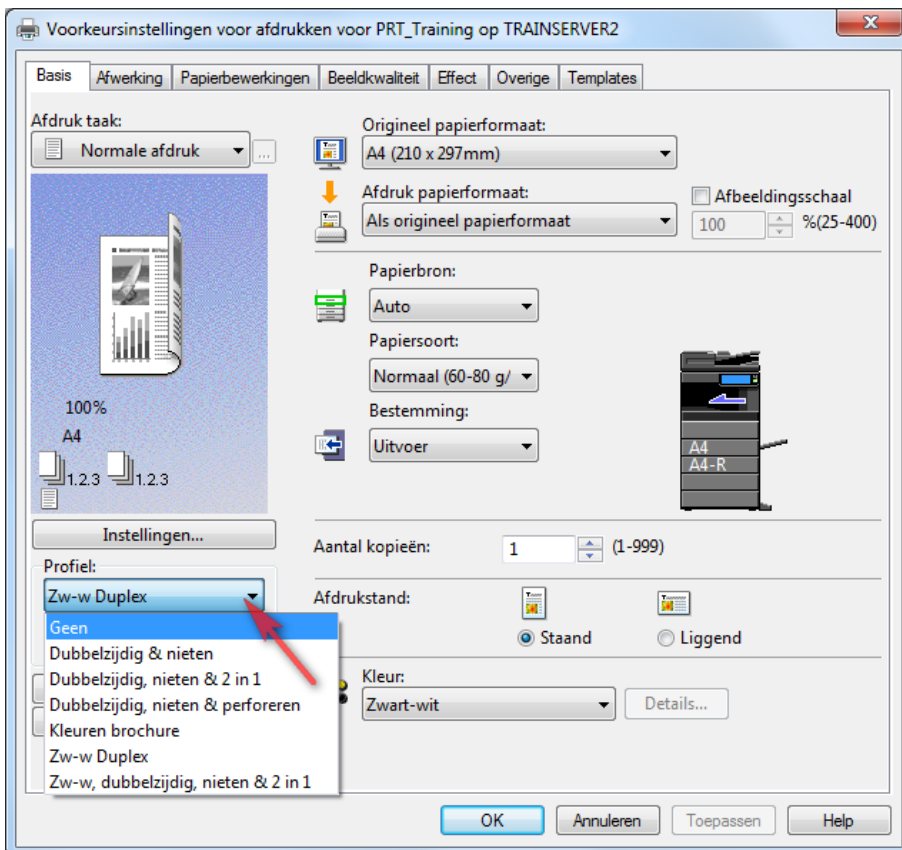 Voorkeursinstellingen voor afdrukken voor PRT_Training op TRAINSERVER2
Basis
Afwerking
Papierbewerkingen
Beeldkwaliteit
Effect
Overige
Templates
Afdruk taak:
Normale afdruk
...
100%
A4
1.2.3
1.2.3
Instellingen...
Profiel:
Zw-w Duplex
Geen
Dubbelzijdig & nieten
Dubbelzijdig, nieten & 2 in 1
Dubbelzijdig, nieten & perforeren
Kleuren brochure
Zw-w Duplex
Zw-w, dubbelzijdig, nieten & 2 in 1
Origineel papierformaat:
A4 (210 x 297mm)
Afdruk papierformaat:
Als origineel papierformaat
Afbeeldingsschaal
100 %(25-400)
Papierbron:
Auto
Papiersoort:
Normaal (60-80 g/
Bestemming:
Uitvoer
A4
A4-R
Aantal kopieën: 1 (1-999)
Afdrukstand:
Staand
Liggend
Kleur:
Zwart-wit
Details...
OK
Annuleren
Toepassen
Help